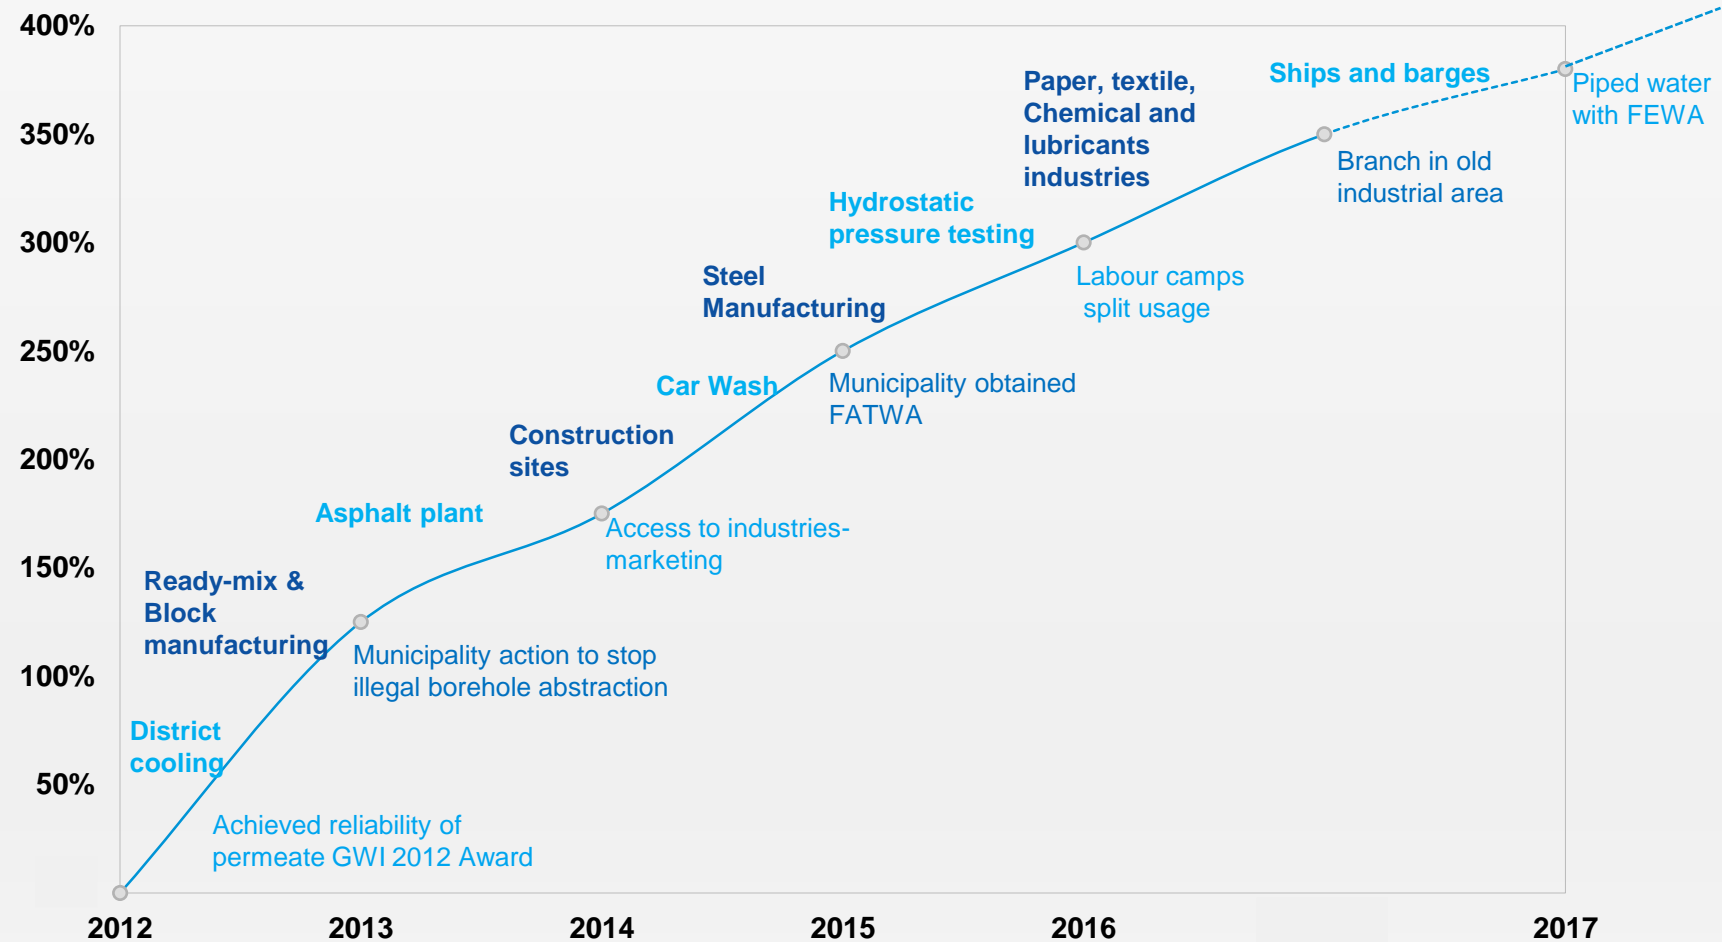 400%
350%
300%
250%
200%
150%
100%
50%
2012
2013
2014
2015
2016
2017
District
cooling
Achieved reliability of
permeate GWI 2012 Award
Ready-mix &
Block
manufacturing
Municipality action to stop
illegal borehole abstraction
Asphalt plant
Construction
sites
Access to industries-
marketing
Car Wash
Steel
Manufacturing
Municipality obtained
FATWA
Hydrostatic
pressure testing
Labour camps
split usage
Paper, textile,
Chemical and
lubricants
industries
Ships and barges
Branch in old
industrial area
Piped water
with FEWA